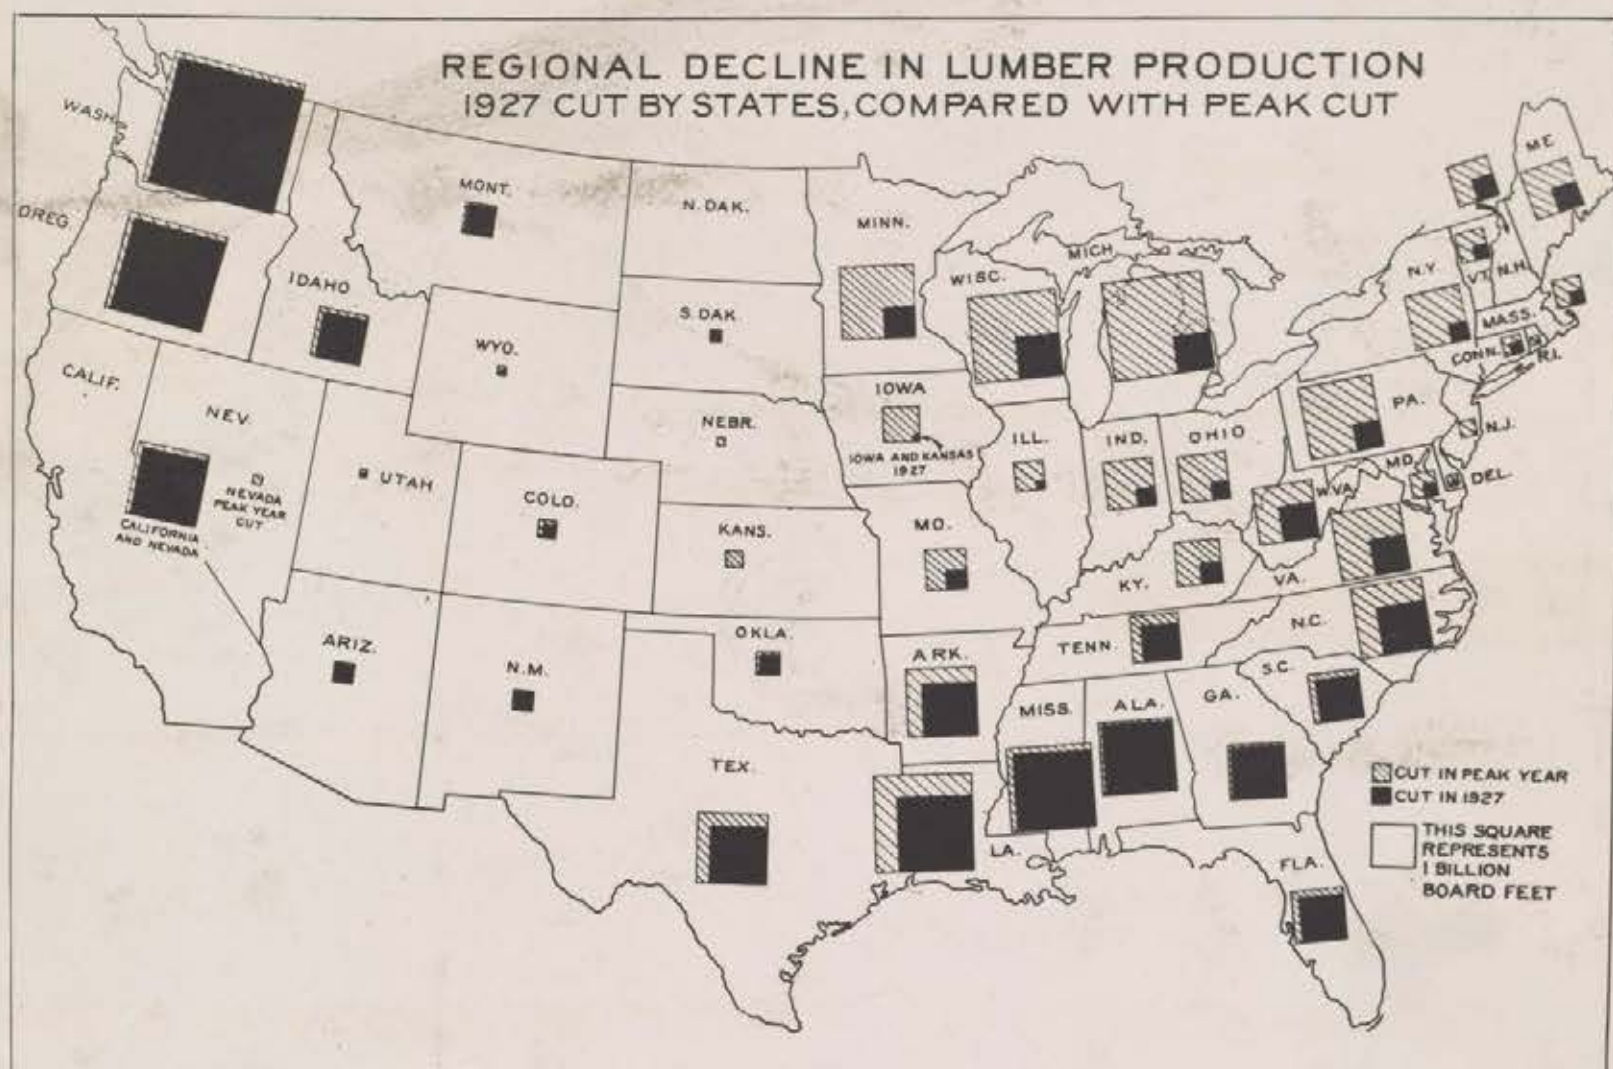 REGIONAL DECLINE IN LUMBER PRODUCTION
1927 CUT BY STATES, COMPARED WITH PEAK CUT
WASH.
OREG.
MONT.
IDAHO
N. DAK.
MINN.
WISC.
MICH.
N.Y.
VT.
N.H.
ME.
MASS.
CONN.
R.I.
S. DAK.
WYO.
CALIF.
NEV.
NEVADA
PEAK YEAR
CUT
CALIFORNIA
AND NEVADA
UTAH
COLO.
NEBR.
IOWA
IOWA AND KANSAS
1927
ILL.
IND.
OHIO
PA.
N.J.
MD.
DEL.
W.VA.
KANS.
MO.
KY.
VA.
ARIZ.
N.M.
OKLA.
ARK.
TENN.
N.C.
S.C.
MISS.
ALA.
GA.
TEX.
LA.
FLA.
CUT IN PEAK YEAR
CUT IN 1927
THIS SQUARE
REPRESENTS
1 BILLION
BOARD FEET